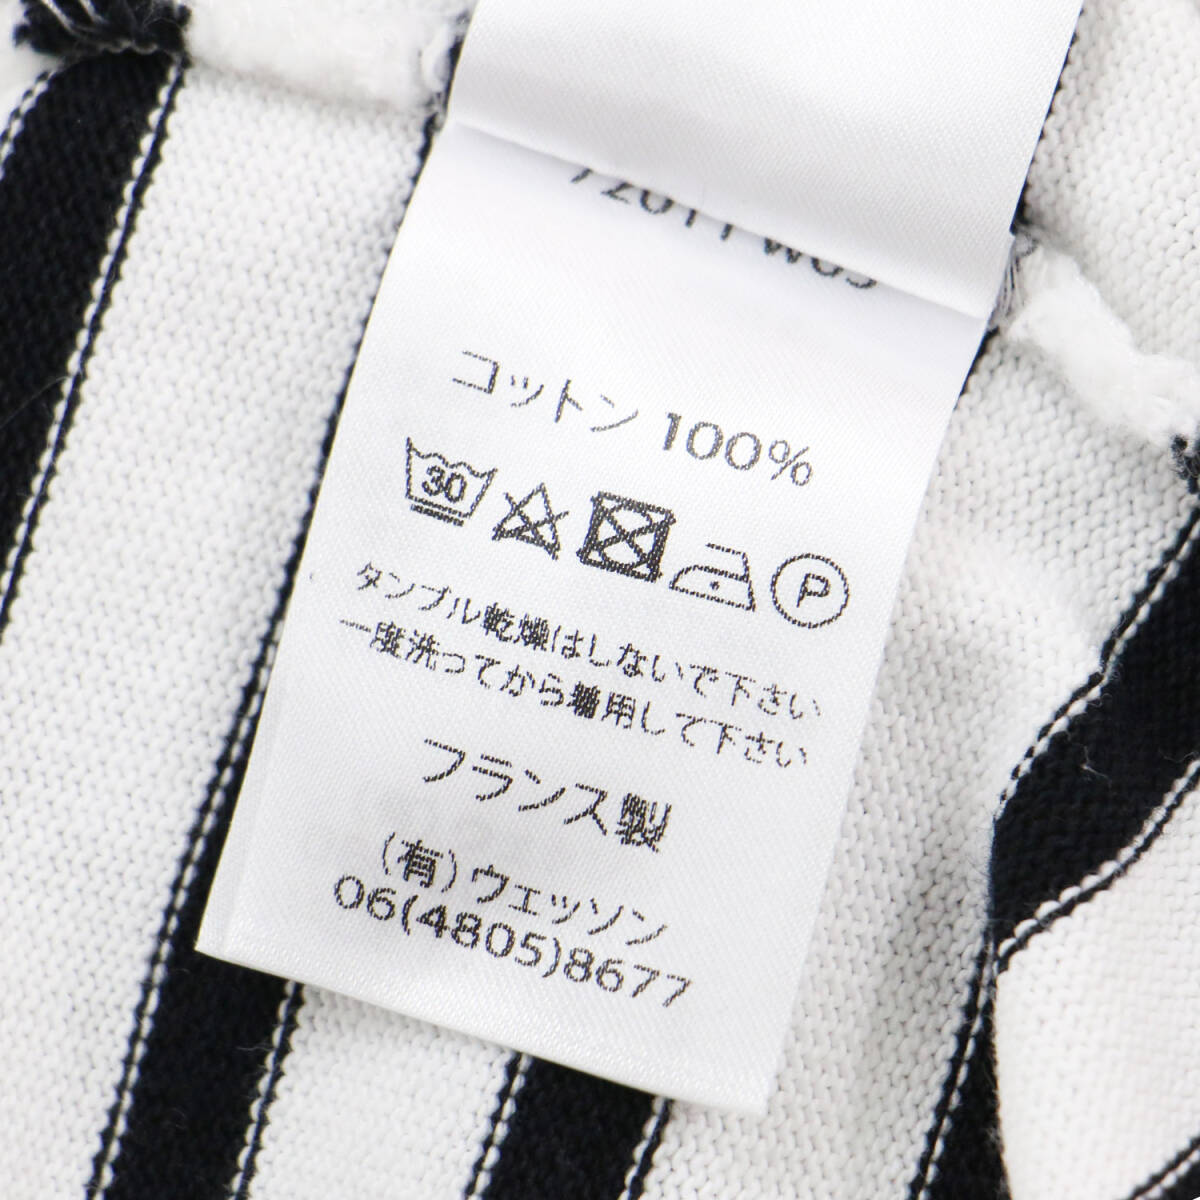 コットン 100%
30
P
タンブル乾燥はしないで下さい
一度洗ってから着用して下さい
フランス製
(有)ウェッソン
06(4805)8677